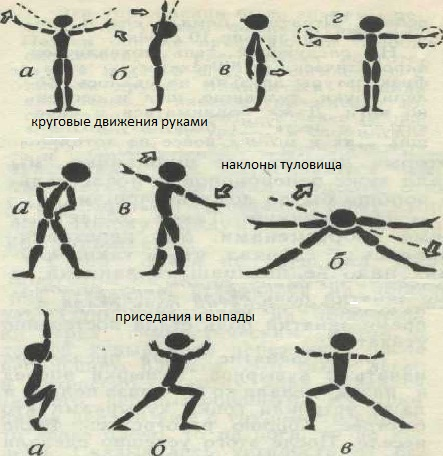 а б в г
круговые движения руками
наклоны туловища
а в б
приседания и выпады
а б в